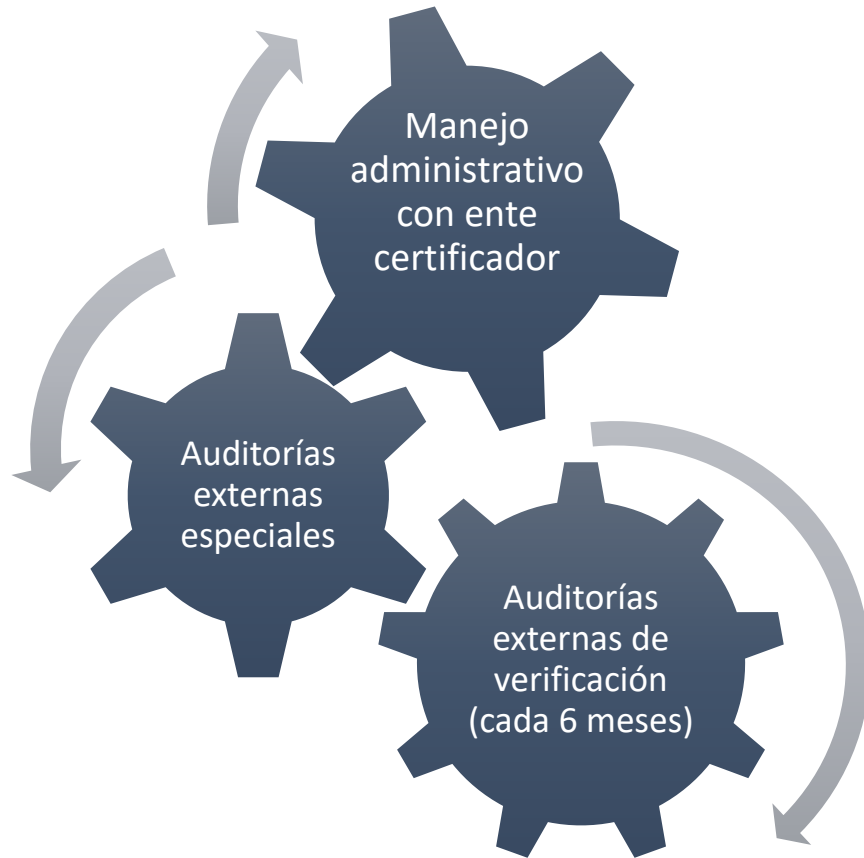 Manejo
administrativo
con ente
certificador
Auditorías
externas
especiales
Auditorías
externas de
verificación
(cada 6 meses)